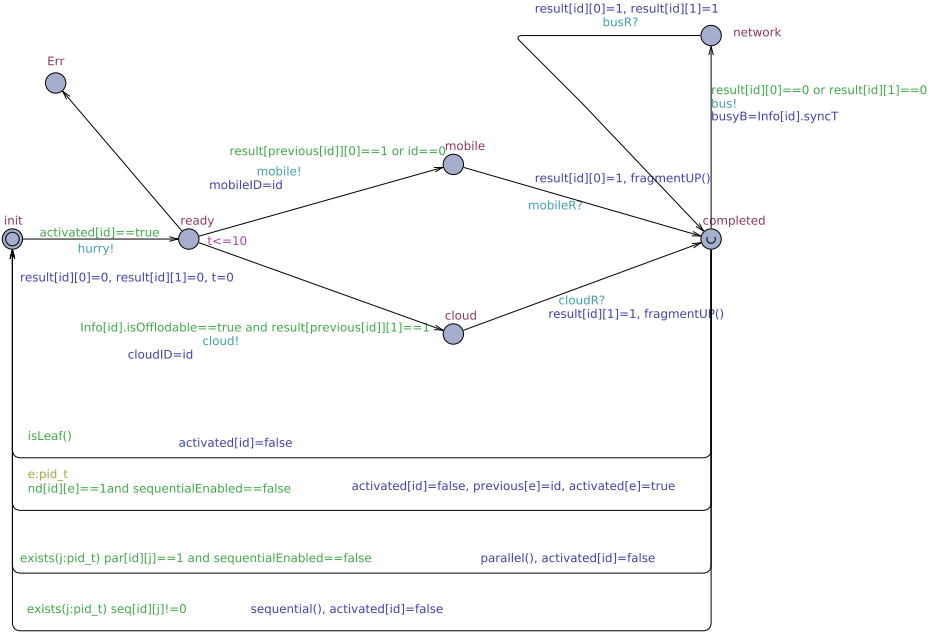 result[id][0]=1, result[id][1]=1
busR?
network
Err
result[id][0]==0 or result[id][1]==0
bus!
busyB=Info[id].syncT
result[previous[id]][0]==1 or id==0
mobile
mobile!
mobileID=id
result[id][0]=1, fragmentUP()
mobileR?
init
ready
completed
activated[id]==true
hurry!
t<=10
result[id][0]=0, result[id][1]=0, t=0
cloudR?
result[id][1]=1, fragmentUP()
cloud
Info[id].isOfflodable==true and result[previous[id]][1]==1
cloud!
cloudID=id
isLeaf()
activated[id]=false
e:pid_t
nd[id][e]==1and sequentialEnabled==false
activated[id]=false, previous[e]=id, activated[e]=true
exists(j:pid_t) par[id][j]==1 and sequentialEnabled==false
parallel(), activated[id]=false
exists(j:pid_t) seq[id][j]!=0
sequential(), activated[id]=false